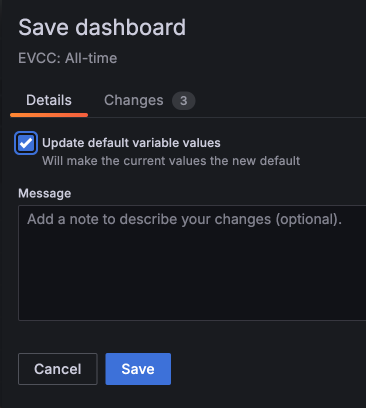 Save dashboard
EVCC: All-time
Details
Changes 3
Update default variable values
Will make the current values the new default
Message
Add a note to describe your changes (optional).
Cancel
Save